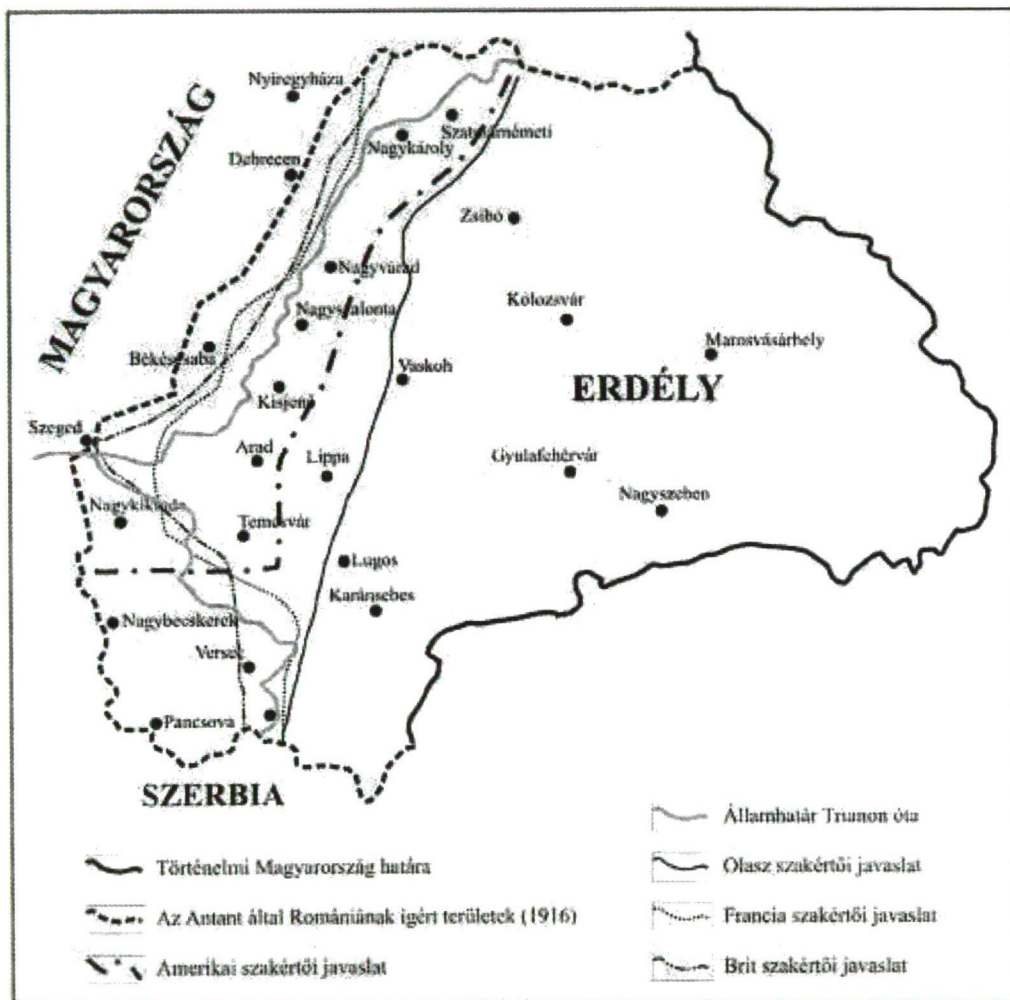 Nyíregyháza
MAGYARORSZÁG
Szatmárnémeti
Nagykároly
Debrecen
Zsibó
Nagyvárad
Nagyszalonta
Kolozsvár
Békéscsaba
Marosvásárhely
Vaskoh
ERDÉLY
Kisjenő
Szeged
Arad
Lippa
Gyulafehérvár
Nagykikinda
Nagyszeben
Temesvár
Lugos
Karánsebes
Nagybecskerek
Versec
Pancsova
SZERBIA
Államhatár Trianon óta
Történelmi Magyarország határa
Olasz szakértői javaslat
Az Antant által Romániának igért területek (1916)
Francia szakértői javaslat
Amerikai szakértői javaslat
Brit szakértői javaslat